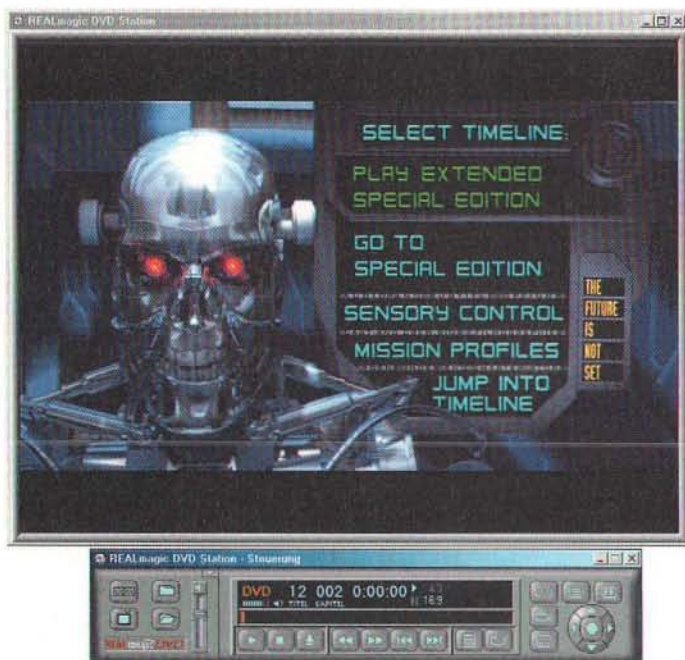 REALmagic DVD Station
SELECT TIMELINE:
PLAY EXTENDED
SPECIAL EDITION
GO TO
SPECIAL EDITION
SENSORY CONTROL
MISSION PROFILES
JUMP INTO
TIMELINE
THE
FUTURE
IS
NOT
SET
REALmagic DVD Station - Steuerung
DVD 12 002 0:00:00
TITEL KAPITEL 16:9